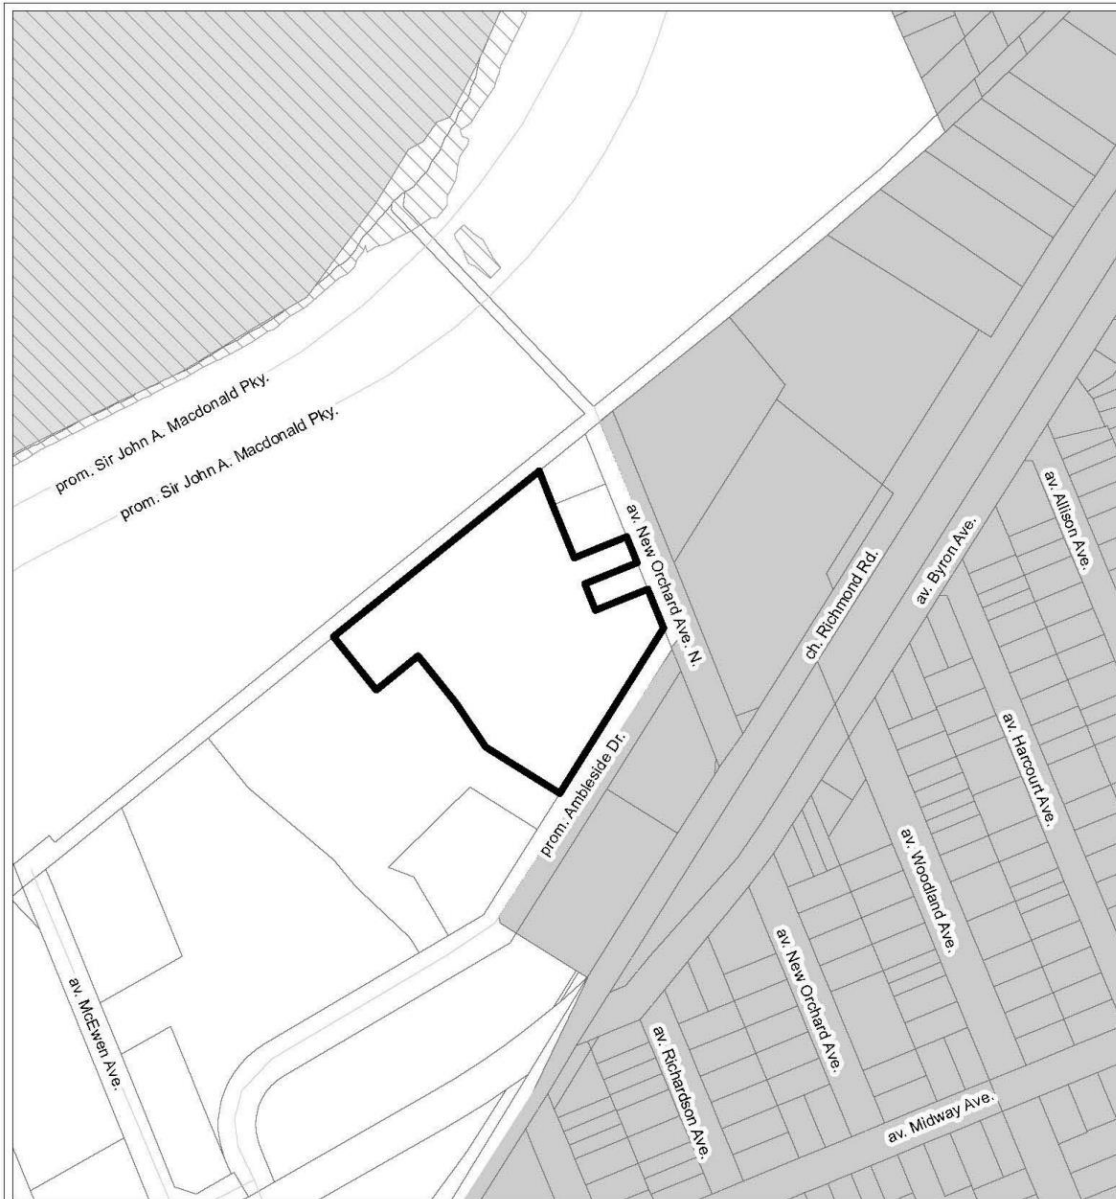 prom. Sir John A. Macdonald Pky.
prom. Sir John A. Macdonald Pky.
av. New Orchard Ave. N.
av. Allison Ave.
av. Byron Ave.
ch. Richmond Rd.
prom. Ambleside Dr.
av. Harcourt Ave.
av. Woodland Ave.
av. New Orchard Ave.
av. McEwen Ave.
av. Richardson Ave.
av. Midway Ave.